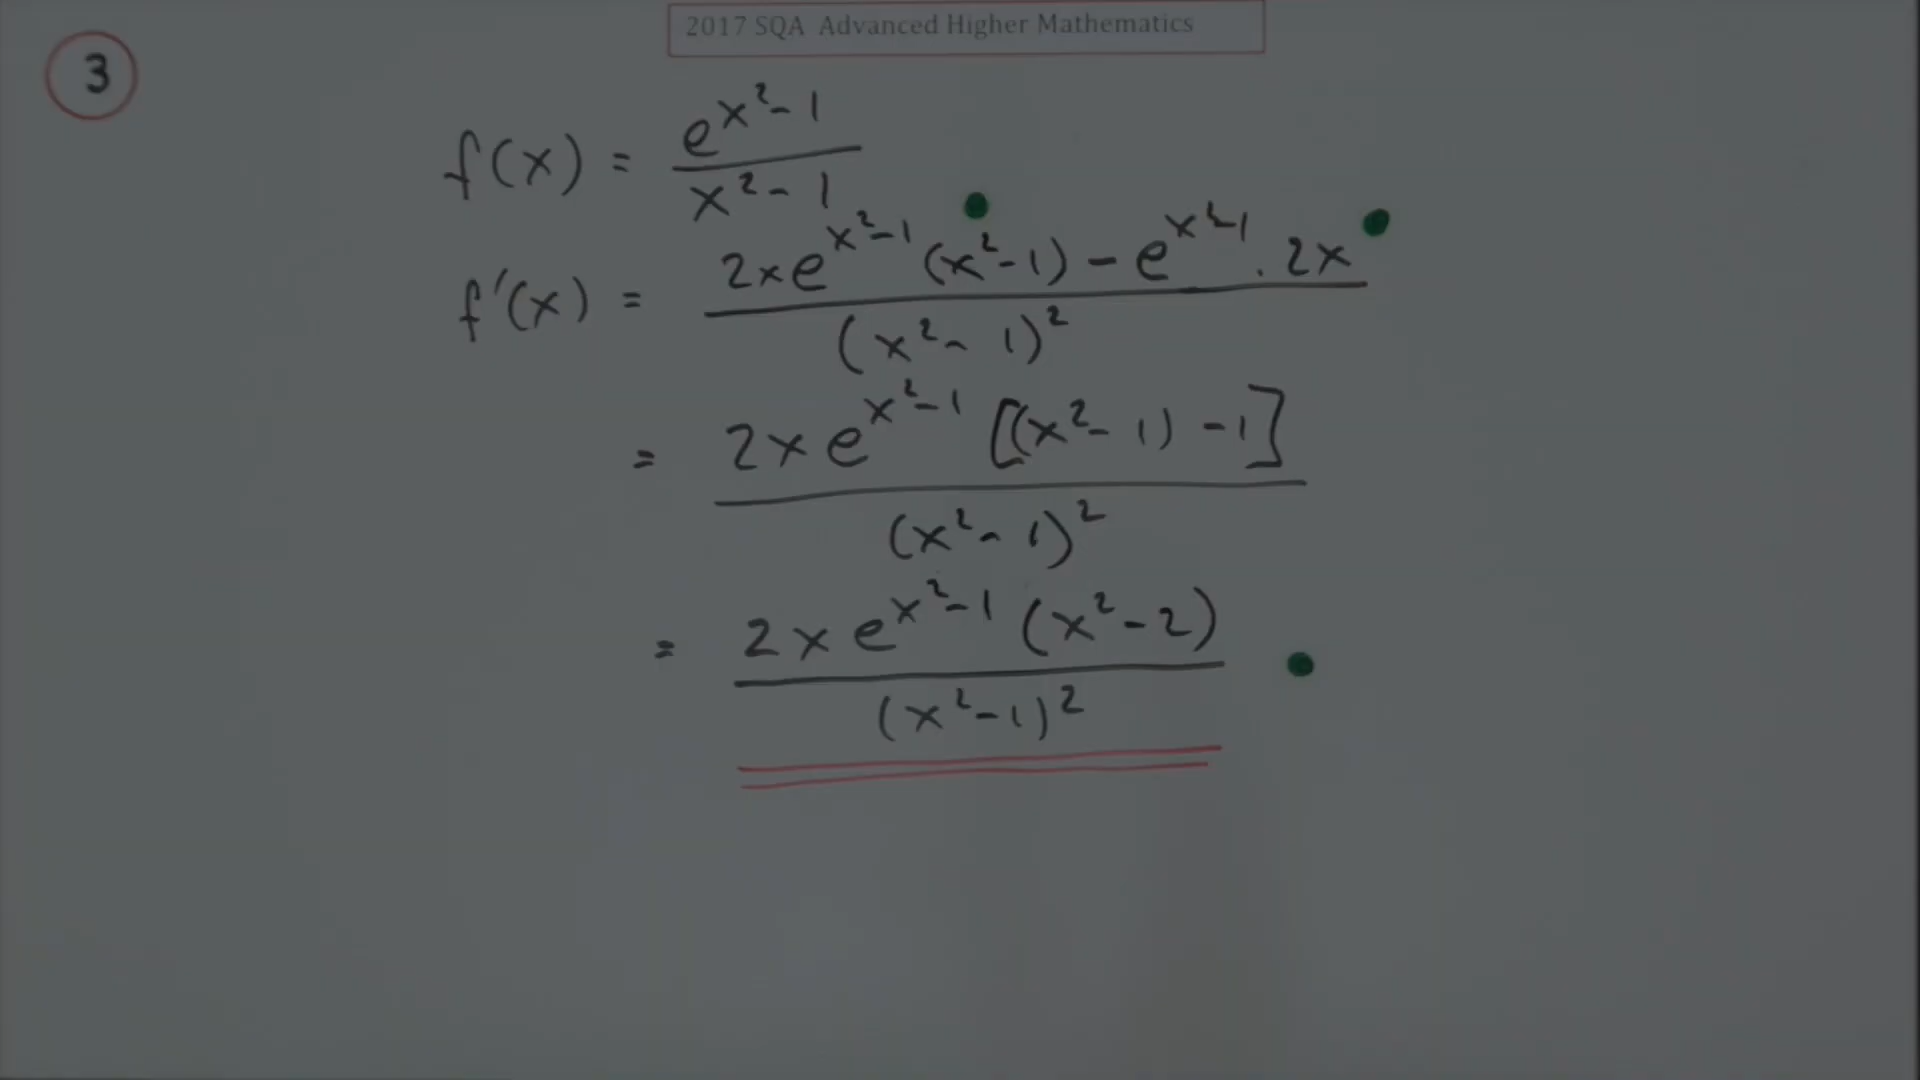 2017 SQA Advanced Higher Mathematics
3
f(x) = e^{x²-1} / x²-1
f'(x) = 2xe^{x²-1}(x²-1) - e^{x²-1} . 2x / (x²-1)²
= 2xe^{x²-1}[(x²-1)-1] / (x²-1)²
= 2xe^{x²-1}(x²-2) / (x²-1)²